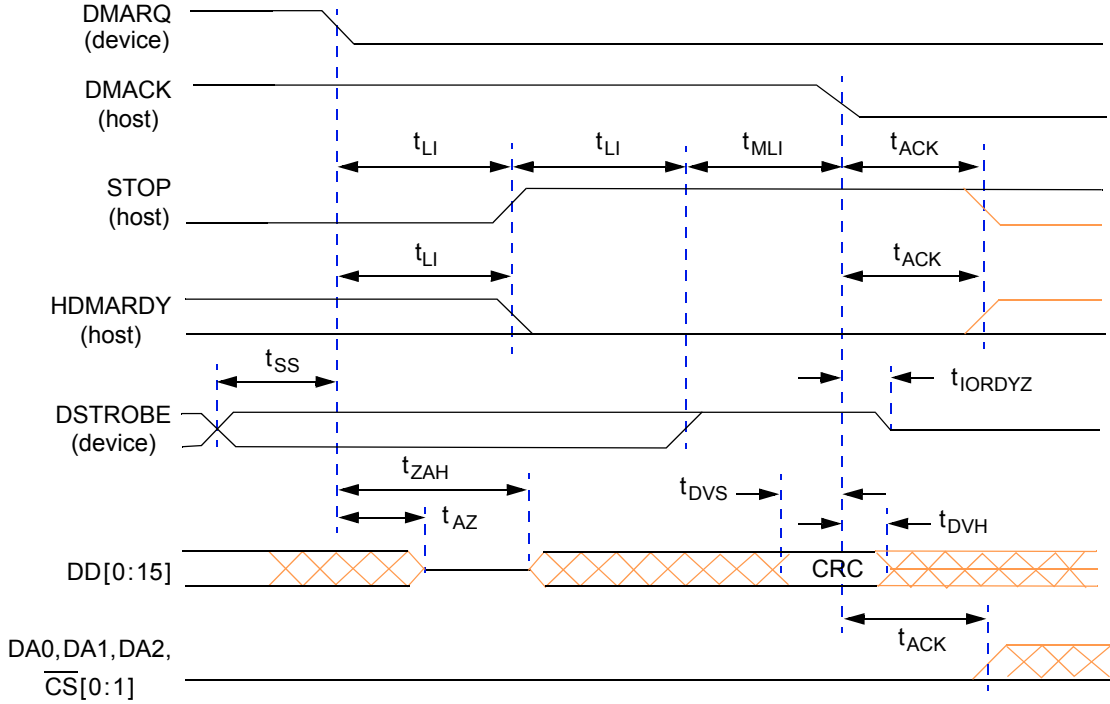 DMARQ
(device)
DMACK
(host)
tLI tLI tMLI tACK
STOP
(host)
tLI tACK
HDMARDY
(host)
tSS tIORDYZ
DSTROBE
(device)
tZAH tDVS
tAZ tDVH
DD[0:15] CRC
tACK
DA0,DA1,DA2,
CS[0:1]